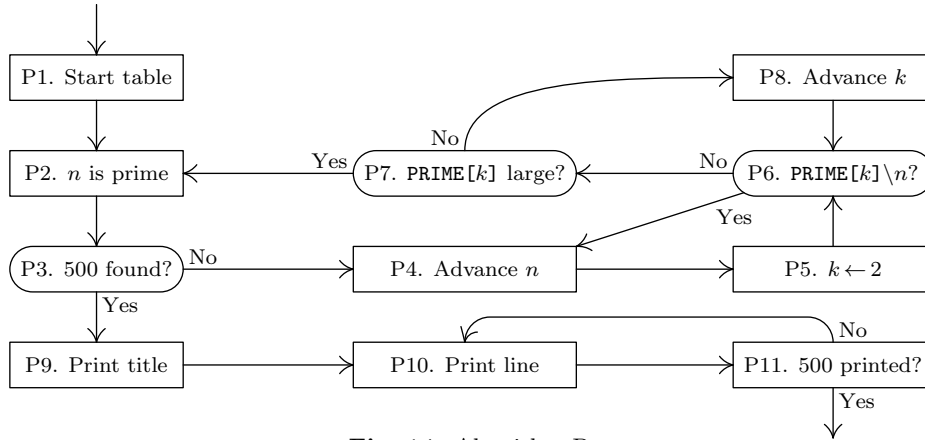 P1. Start table
P8. Advance k
No
P2. n is prime
Yes
P7. PRIME[k] large?
No
P6. PRIME[k]\n?
Yes
P3. 500 found?
No
P4. Advance n
P5. k ← 2
Yes
No
P9. Print title
P10. Print line
P11. 500 printed?
Yes